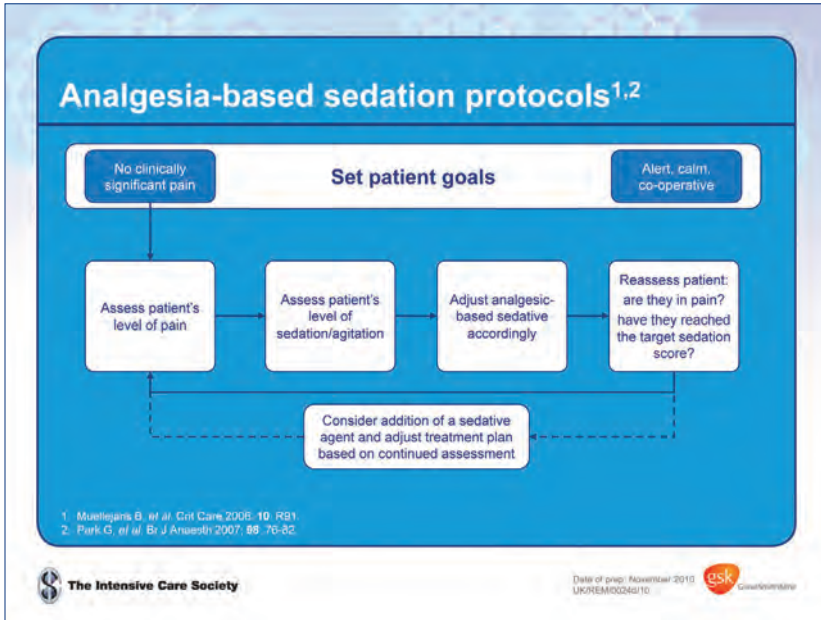 Analgesia-based sedation protocols1,2
No clinically
significant pain
Set patient goals
Alert, calm,
co-operative
Assess patient's
level of pain
Assess patient's
level of
sedation/agitation
Adjust analgesic-
based sedative
accordingly
Reassess patient:
are they in pain?
have they reached
the target sedation
score?
Consider addition of a sedative
agent and adjust treatment plan
based on continued assessment
1. Muellejans B. et al. Crit Care 2006; 10: R91.
2. Park G. et al. Br J Anaesth 2007; 98: 76-82.
The Intensive Care Society
Date of prep: November 2010
UK/REM/0024d/10
gsk
GlaxoSmithKline